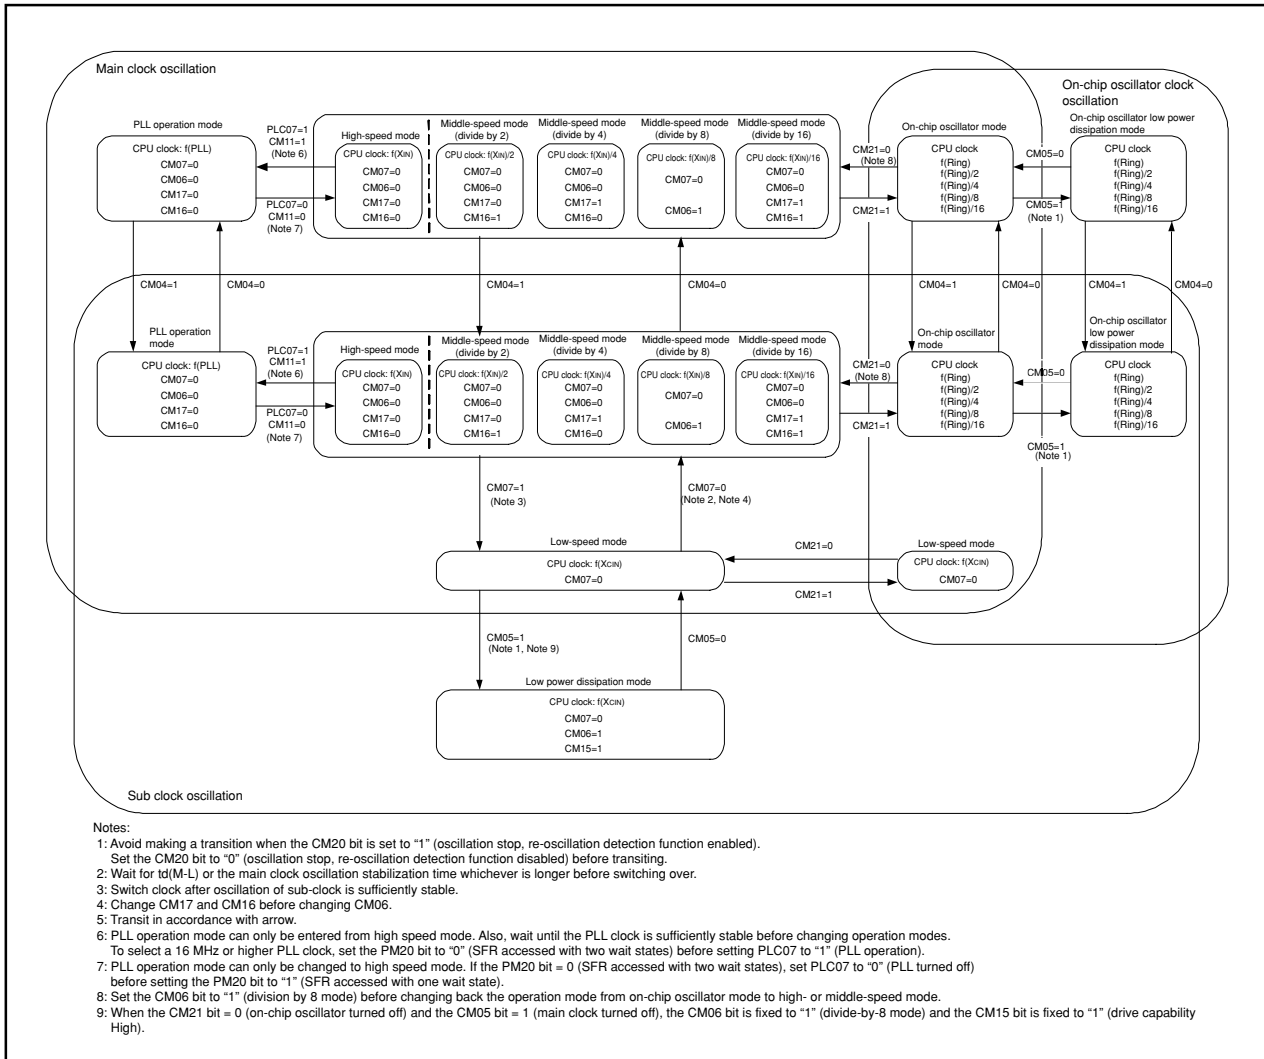 Main clock oscillation
On-chip oscillator clock
oscillation
PLL operation mode
CPU clock: f(PLL)
CM07=0
CM06=0
CM17=0
CM16=0
PLC07=1
CM11=1
(Note 6)
PLC07=0
CM11=0
(Note 7)
High-speed mode
CPU clock: f(XIN)
CM07=0
CM06=0
CM17=0
CM16=0
Middle-speed mode
(divide by 2)
CPU clock: f(XIN)/2
CM07=0
CM06=0
CM17=0
CM16=1
Middle-speed mode
(divide by 4)
CPU clock: f(XIN)/4
CM07=0
CM06=0
CM17=1
CM16=0
Middle-speed mode
(divide by 8)
CPU clock: f(XIN)/8
CM07=0
CM06=1
Middle-speed mode
(divide by 16)
CPU clock: f(XIN)/16
CM07=0
CM06=0
CM17=1
CM16=1
CM21=0
(Note 8)
CM21=1
On-chip oscillator mode
CPU clock
f(Ring)
f(Ring)/2
f(Ring)/4
f(Ring)/8
f(Ring)/16
CM05=0
CM05=1
(Note 1)
On-chip oscillator low power
dissipation mode
CPU clock
f(Ring)
f(Ring)/2
f(Ring)/4
f(Ring)/8
f(Ring)/16
CM04=1
CM04=0
CM04=1
CM04=0
CM04=1
CM04=0
CM04=1
CM04=0
PLL operation
mode
CPU clock: f(PLL)
CM07=0
CM06=0
CM17=0
CM16=0
PLC07=1
CM11=1
(Note 6)
PLC07=0
CM11=0
(Note 7)
High-speed mode
CPU clock: f(XIN)
CM07=0
CM06=0
CM17=0
CM16=0
Middle-speed mode
(divide by 2)
CPU clock: f(XIN)/2
CM07=0
CM06=0
CM17=0
CM16=1
Middle-speed mode
(divide by 4)
CPU clock: f(XIN)/4
CM07=0
CM06=0
CM17=1
CM16=0
Middle-speed mode
(divide by 8)
CPU clock: f(XIN)/8
CM07=0
CM06=1
Middle-speed mode
(divide by 16)
CPU clock: f(XIN)/16
CM07=0
CM06=0
CM17=1
CM16=1
CM21=0
(Note 8)
CM21=1
On-chip oscillator
mode
CPU clock
f(Ring)
f(Ring)/2
f(Ring)/4
f(Ring)/8
f(Ring)/16
CM05=0
CM05=1
(Note 1)
On-chip oscillator
low power
dissipation mode
CPU clock
f(Ring)
f(Ring)/2
f(Ring)/4
f(Ring)/8
f(Ring)/16
CM07=1
(Note 3)
CM07=0
(Note 2, Note 4)
Low-speed mode
CPU clock: f(XCIN)
CM07=0
CM21=0
CM21=1
Low-speed mode
CPU clock: f(XCIN)
CM07=0
CM05=1
(Note 1, Note 9)
CM05=0
Low power dissipation mode
CPU clock: f(XCIN)
CM07=0
CM06=1
CM15=1
Sub clock oscillation
Notes:
1: Avoid making a transition when the CM20 bit is set to “1” (oscillation stop, re-oscillation detection function enabled).
Set the CM20 bit to “0” (oscillation stop, re-oscillation detection function disabled) before transiting.
2: Wait for td(M-L) or the main clock oscillation stabilization time whichever is longer before switching over.
3: Switch clock after oscillation of sub-clock is sufficiently stable.
4: Change CM17 and CM16 before changing CM06.
5: Transit in accordance with arrow.
6: PLL operation mode can only be entered from high speed mode. Also, wait until the PLL clock is sufficiently stable before changing operation modes.
To select a 16 MHz or higher PLL clock, set the PM20 bit to “0” (SFR accessed with two wait states) before setting PLC07 to “1” (PLL operation).
7: PLL operation mode can only be changed to high speed mode. If the PM20 bit = 0 (SFR accessed with two wait states), set PLC07 to “0” (PLL turned off)
before setting the PM20 bit to “1” (SFR accessed with one wait state).
8: Set the CM06 bit to “1” (division by 8 mode) before changing back the operation mode from on-chip oscillator mode to high- or middle-speed mode.
9: When the CM21 bit = 0 (on-chip oscillator turned off) and the CM05 bit = 1 (main clock turned off), the CM06 bit is fixed to “1” (divide-by-8 mode) and the CM15 bit is fixed to “1” (drive capability
High).